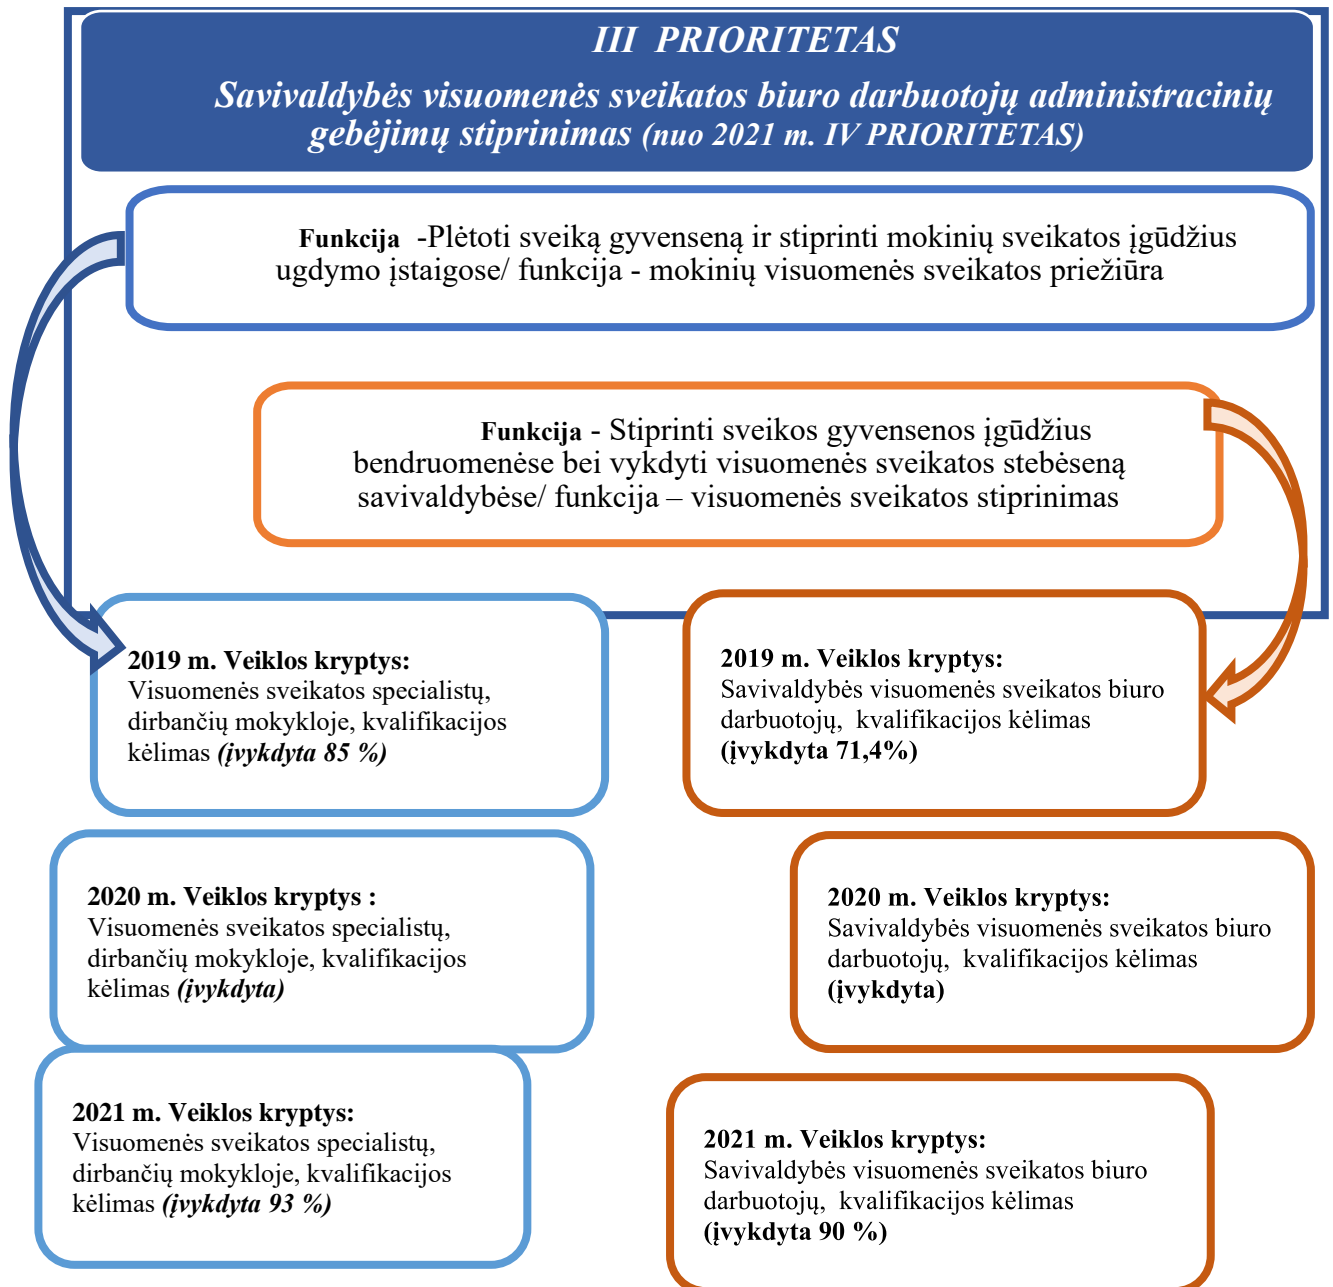 III PRIORITETAS
Savivaldybės visuomenės sveikatos biuro darbuotojų administracinių
gebėjimų stiprinimas (nuo 2021 m. IV PRIORITETAS)
Funkcija -Plėtoti sveiką gyvenseną ir stiprinti mokinių sveikatos įgūdžius
ugdymo įstaigose/ funkcija - mokinių visuomenės sveikatos priežiūra
Funkcija - Stiprinti sveikos gyvensenos įgūdžius
bendruomenėse bei vykdyti visuomenės sveikatos stebėseną
savivaldybėse/ funkcija – visuomenės sveikatos stiprinimas
2019 m. Veiklos kryptys:
Visuomenės sveikatos specialistų,
dirbančių mokykloje, kvalifikacijos
kėlimas (įvykdyta 85 %)
2019 m. Veiklos kryptys:
Savivaldybės visuomenės sveikatos biuro
darbuotojų, kvalifikacijos kėlimas
(įvykdyta 71,4%)
2020 m. Veiklos kryptys :
Visuomenės sveikatos specialistų,
dirbančių mokykloje, kvalifikacijos
kėlimas (įvykdyta)
2020 m. Veiklos kryptys:
Savivaldybės visuomenės sveikatos biuro
darbuotojų, kvalifikacijos kėlimas
(įvykdyta)
2021 m. Veiklos kryptys:
Visuomenės sveikatos specialistų,
dirbančių mokykloje, kvalifikacijos
kėlimas (įvykdyta 93 %)
2021 m. Veiklos kryptys:
Savivaldybės visuomenės sveikatos biuro
darbuotojų, kvalifikacijos kėlimas
(įvykdyta 90 %)